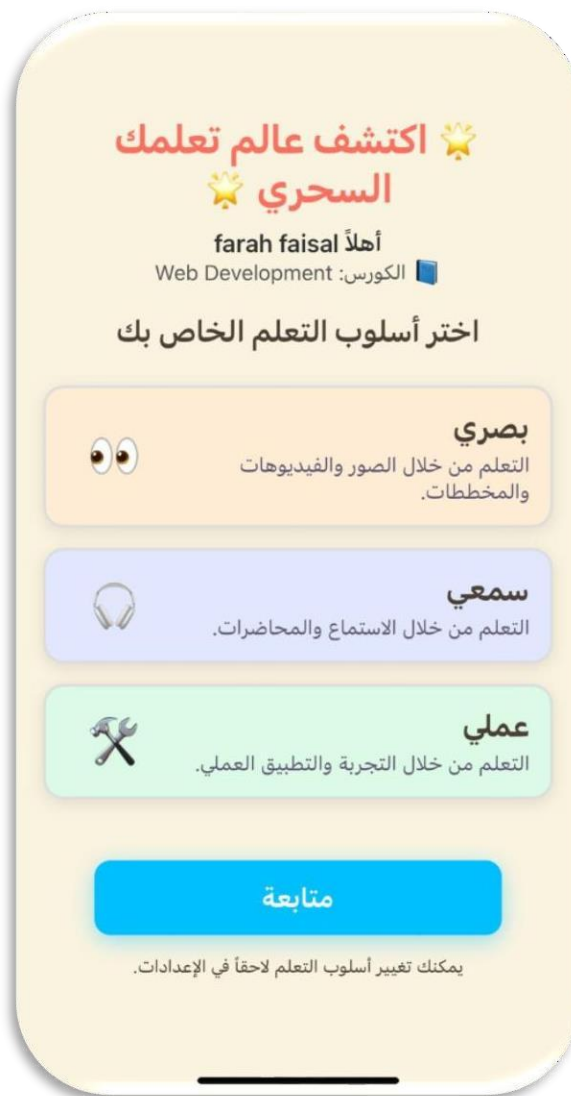 🌟 اكتشف عالم تعلمك
السحري 🌟
أهلاً farah faisal
📘 الكورس: Web Development
اختر أسلوب التعلم الخاص بك
بصري
التعلم من خلال الصور والفيديوهات
والمخططات.
سمعي
التعلم من خلال الاستماع والمحاضرات.
عملي
التعلم من خلال التجربة والتطبيق العملي.
متابعة
يمكنك تغيير أسلوب التعلم لاحقاً في الإعدادات.